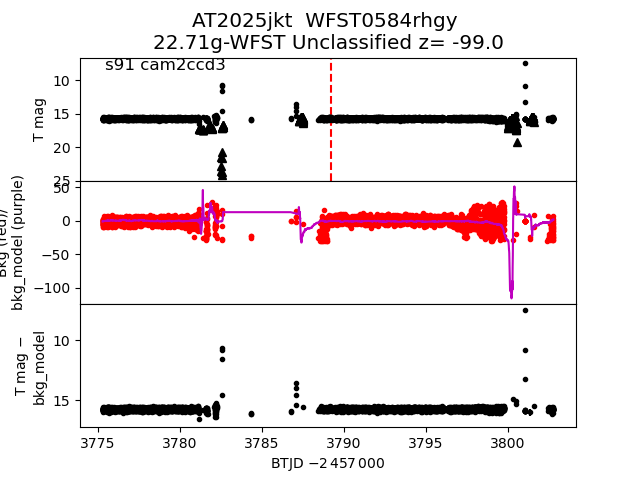 AT2025jkt  WFST0584rhgy
22.71g-WFST Unclassified z= -99.0
s91 cam2ccd3
T mag
10
15
20
25
Bkg (red)/
bkg_model (purple)
50
0
−50
−100
T mag −
bkg_model
10
15
3775 3780 3785 3790 3795 3800
BTJD −2 457 000